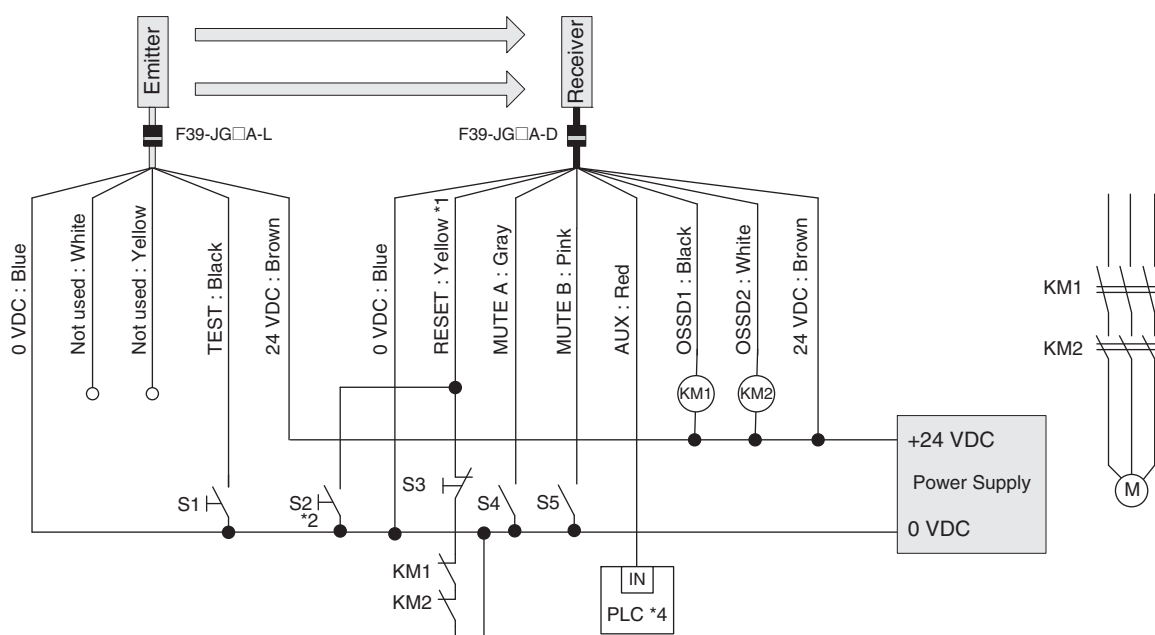 Emitter
Receiver
F39-JG□A-L
F39-JG□A-D
0 VDC : Blue
Not used : White
Not used : Yellow
TEST : Black
24 VDC : Brown
0 VDC : Blue
RESET : Yellow *1
MUTE A : Gray
MUTE B : Pink
AUX : Red
OSSD1 : Black
OSSD2 : White
24 VDC : Brown
KM1
KM2
KM1
KM2
+24 VDC
Power Supply
0 VDC
M
S1
S2
*2
S3
S4
S5
KM1
KM2
IN
PLC *4